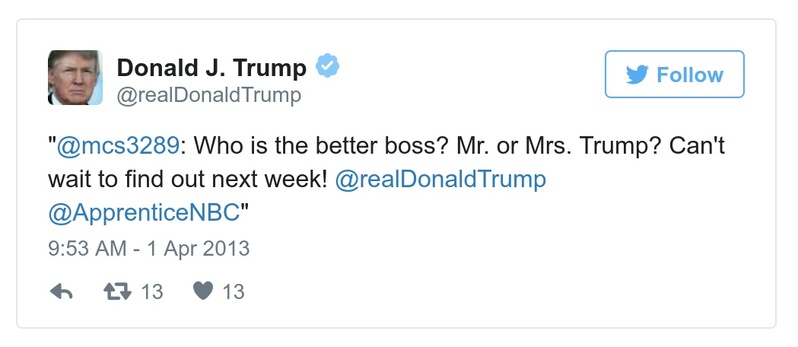 Donald J. Trump
@realDonaldTrump
Follow
"@mcs3289: Who is the better boss? Mr. or Mrs. Trump? Can't
wait to find out next week! @realDonaldTrump
@ApprenticeNBC"
9:53 AM - 1 Apr 2013
13 13